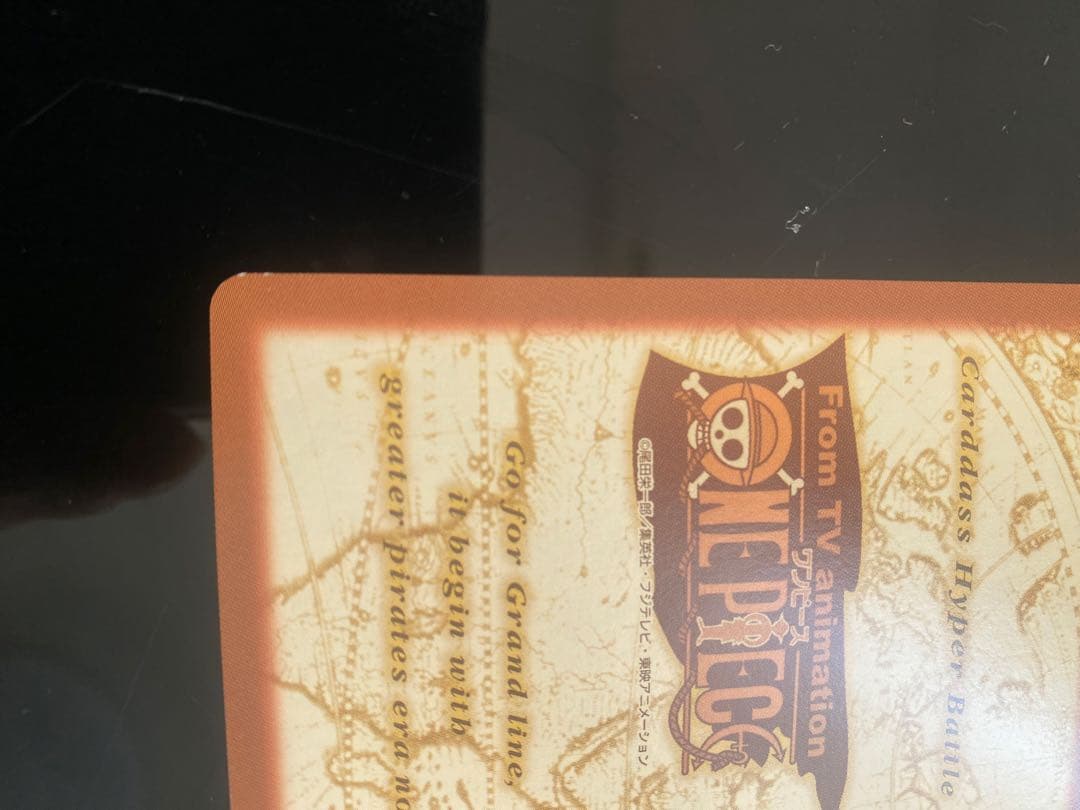 Carddass Hyper Battle
From TV animation
ONE PIECE
ワンピース
©尾田栄一郎/集英社・フジテレビ・東映アニメーション
Go for Grand line,
it begin with
greater pirates era